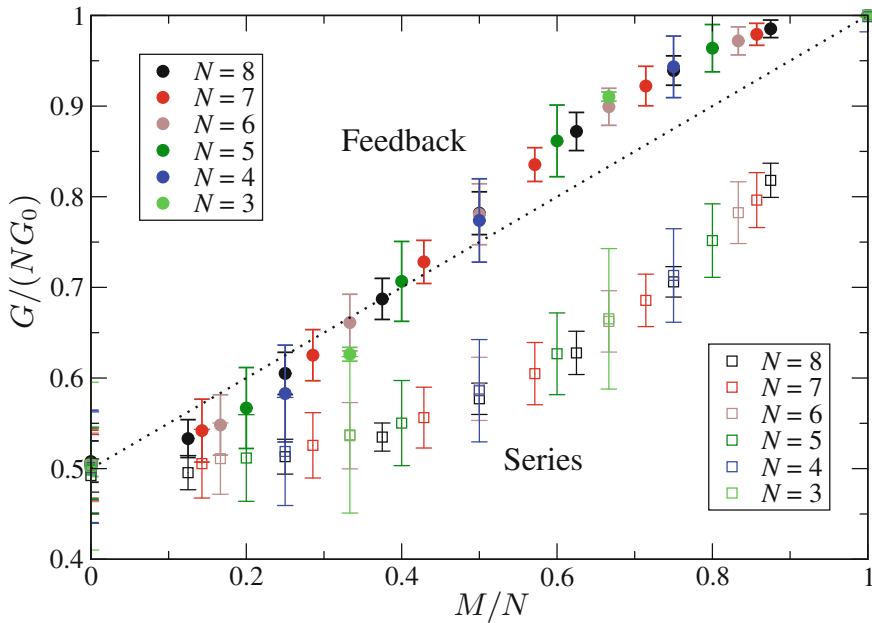 1
0.9
0.8
0.7
0.6
0.5
0.4
G/(NG₀)
N = 8
N = 7
N = 6
N = 5
N = 4
N = 3
Feedback
Series
N = 8
N = 7
N = 6
N = 5
N = 4
N = 3
0 0.2 0.4 0.6 0.8 1
M/N